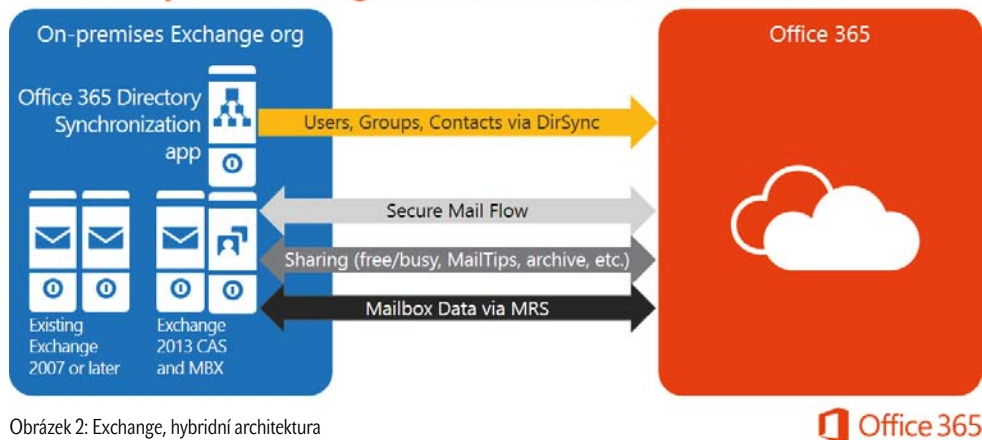 On-premises Exchange org
Office 365
Office 365 Directory
Synchronization
app
Users, Groups, Contacts via DirSync
Secure Mail Flow
Sharing (free/busy, MailTips, archive, etc.)
Mailbox Data via MRS
Existing
Exchange
2007 or later
Exchange
2013 CAS
and MBX
Obrázek 2: Exchange, hybridní architektura
Office 365